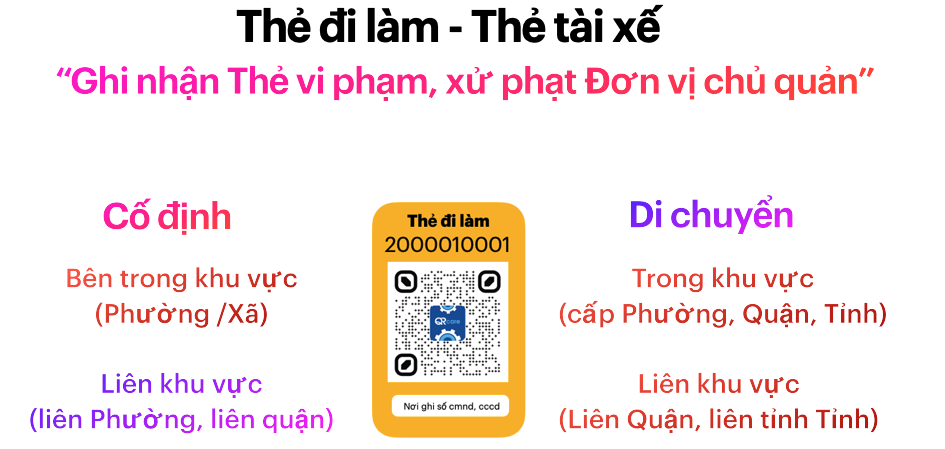 Thẻ đi làm - Thẻ tài xế
“Ghi nhận Thẻ vi phạm, xử phạt Đơn vị chủ quản”
Cố định
Bên trong khu vực
(Phường /Xã)
Liên khu vực
(liên Phường, liên quận)
Thẻ đi làm
2000010001
QRcare
Nơi ghi số cmnd, cccd
Di chuyển
Trong khu vực
(cấp Phường, Quận, Tỉnh)
Liên khu vực
(Liên Quận, liên tỉnh Tỉnh)